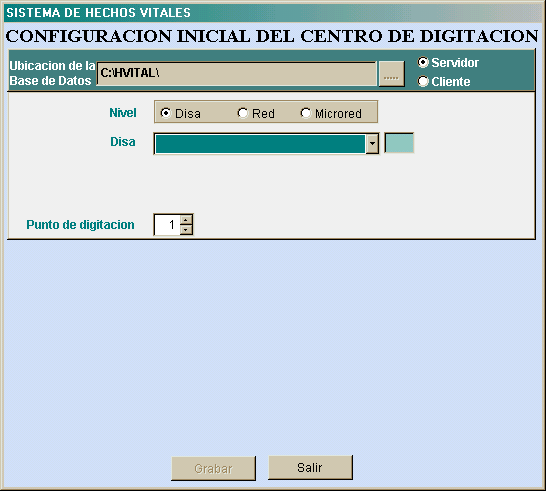 SISTEMA DE HECHOS VITALES
CONFIGURACION INICIAL DEL CENTRO DE DIGITACION
Ubicacion de la
Base de Datos
C:\HVITAL\
.....
Servidor
Cliente
Nivel
Disa
Red
Microred
Disa
Punto de digitacion
1
Grabar
Salir